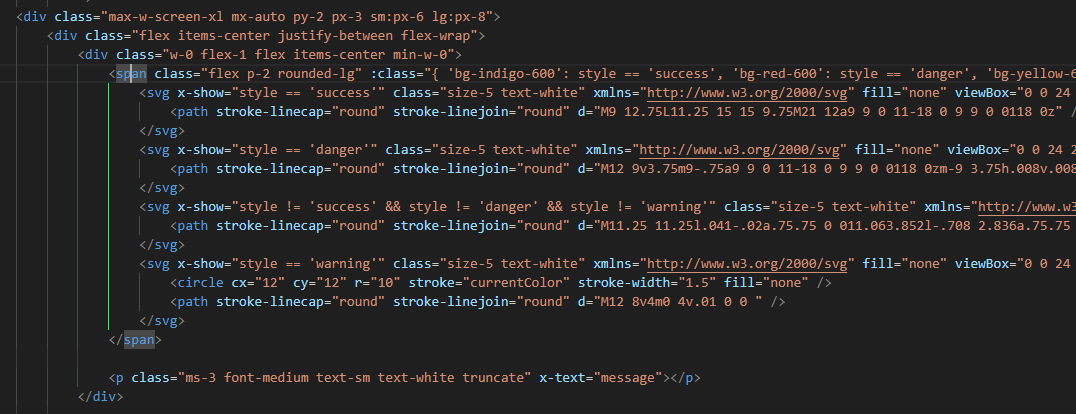 <div class="max-w-screen-xl mx-auto py-2 px-3 sm:px-6 lg:px-8">
<div class="flex items-center justify-between flex-wrap">
<div class="w-0 flex-1 flex items-center min-w-0">
<span class="flex p-2 rounded-lg" :class="{ 'bg-indigo-600': style == 'success', 'bg-red-600': style == 'danger', 'bg-yellow-6
<svg x-show="style == 'success'" class="size-5 text-white" xmlns="http://www.w3.org/2000/svg" fill="none" viewBox="0 0 24
<path stroke-linecap="round" stroke-linejoin="round" d="M9 12.75L11.25 15 15 9.75M21 12a9 9 0 11-18 0 9 9 0 0118 0z" /
</svg>
<svg x-show="style == 'danger'" class="size-5 text-white" xmlns="http://www.w3.org/2000/svg" fill="none" viewBox="0 0 24 2
<path stroke-linecap="round" stroke-linejoin="round" d="M12 9v3.75m9-.75a9 9 0 11-18 0 9 9 0 0118 0zm-9 3.75h.008v.008
</svg>
<svg x-show="style != 'success' && style != 'danger' && style != 'warning'" class="size-5 text-white" xmlns="http://www.w3
<path stroke-linecap="round" stroke-linejoin="round" d="M11.25 11.25l.041-.02a.75.75 0 011.063.852l-.708 2.836a.75.75
</svg>
<svg x-show="style == 'warning'" class="size-5 text-white" xmlns="http://www.w3.org/2000/svg" fill="none" viewBox="0 0 24
<circle cx="12" cy="12" r="10" stroke="currentColor" stroke-width="1.5" fill="none" />
<path stroke-linecap="round" stroke-linejoin="round" d="M12 8v4m0 4v.01 0 0 " />
</svg>
</span>
<p class="ms-3 font-medium text-sm text-white truncate" x-text="message"></p>
</div>